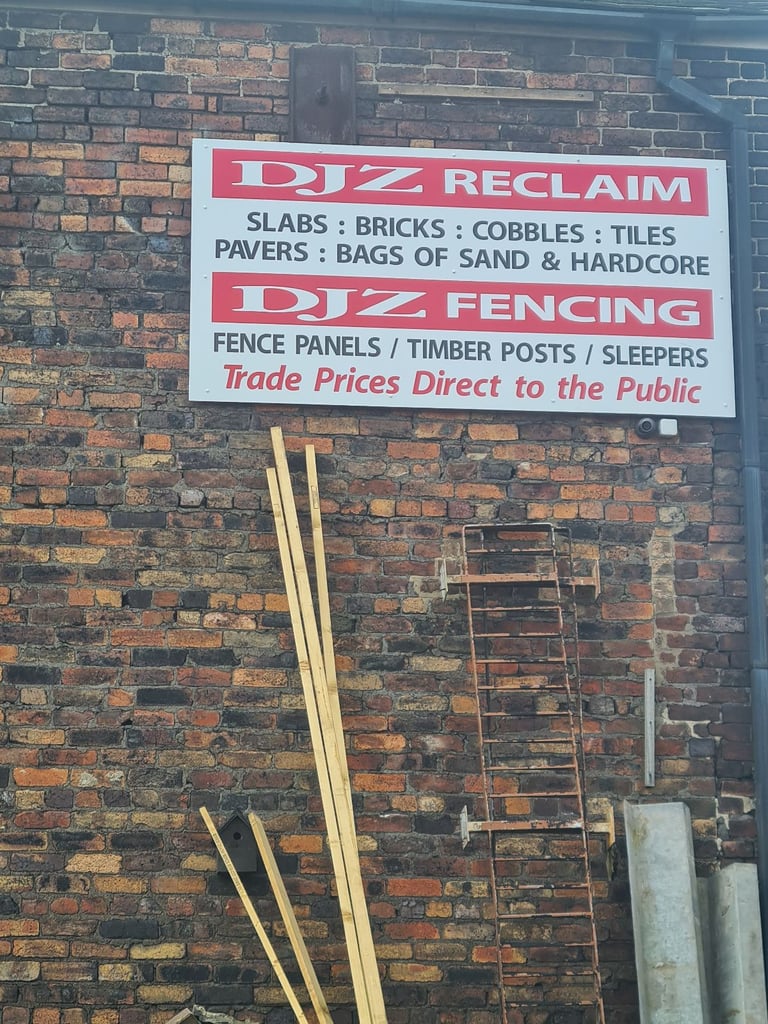 DJZ RECLAIM
SLABS : BRICKS : COBBLES : TILES
PAVERS : BAGS OF SAND & HARDCORE
DJZ FENCING
FENCE PANELS / TIMBER POSTS / SLEEPERS
Trade Prices Direct to the Public